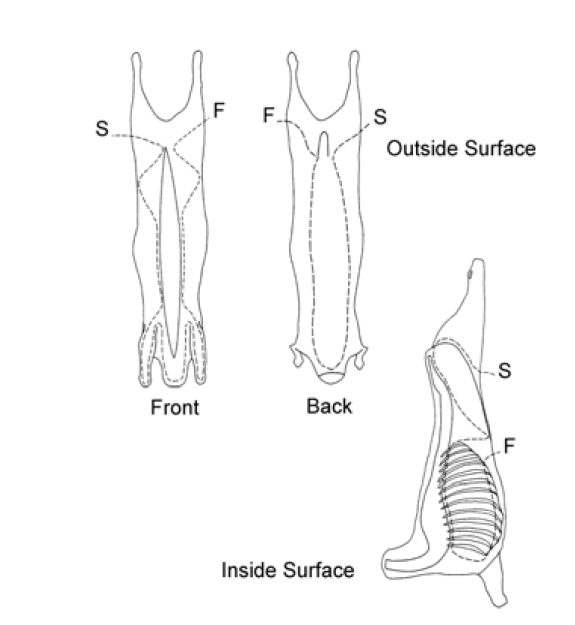 S F
F S
Outside Surface
Front Back
S
F
Inside Surface